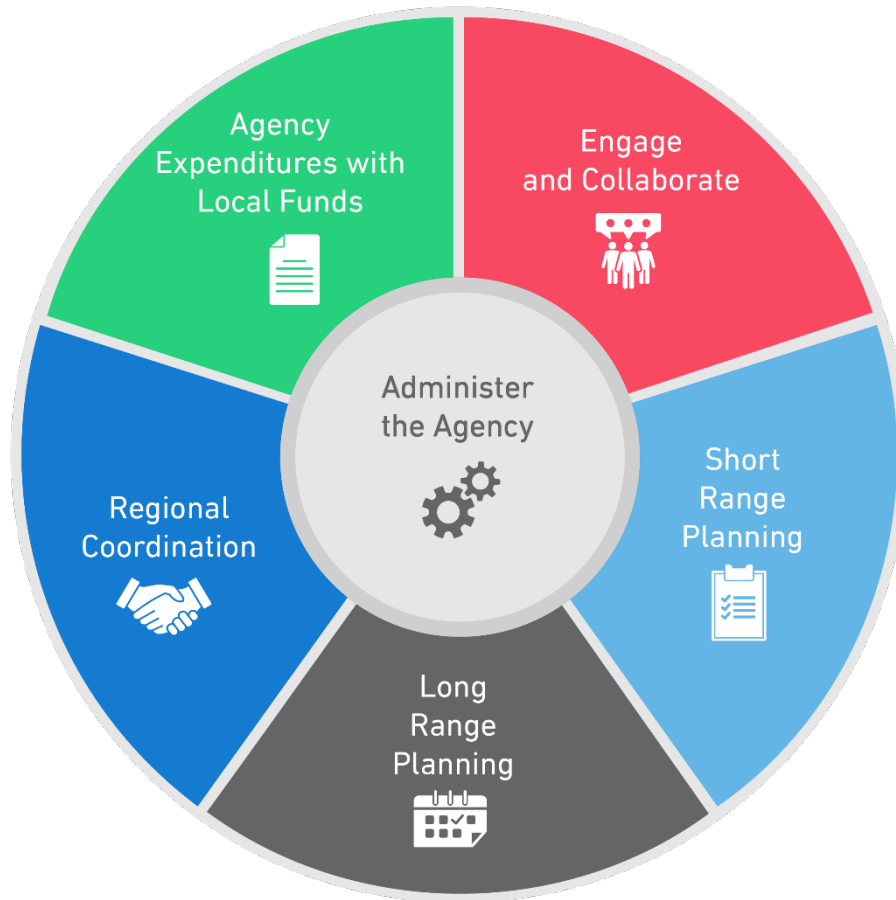 Agency
Expenditures with
Local Funds
Engage
and Collaborate
Administer
the Agency
Short
Range
Planning
Regional
Coordination
Long
Range
Planning